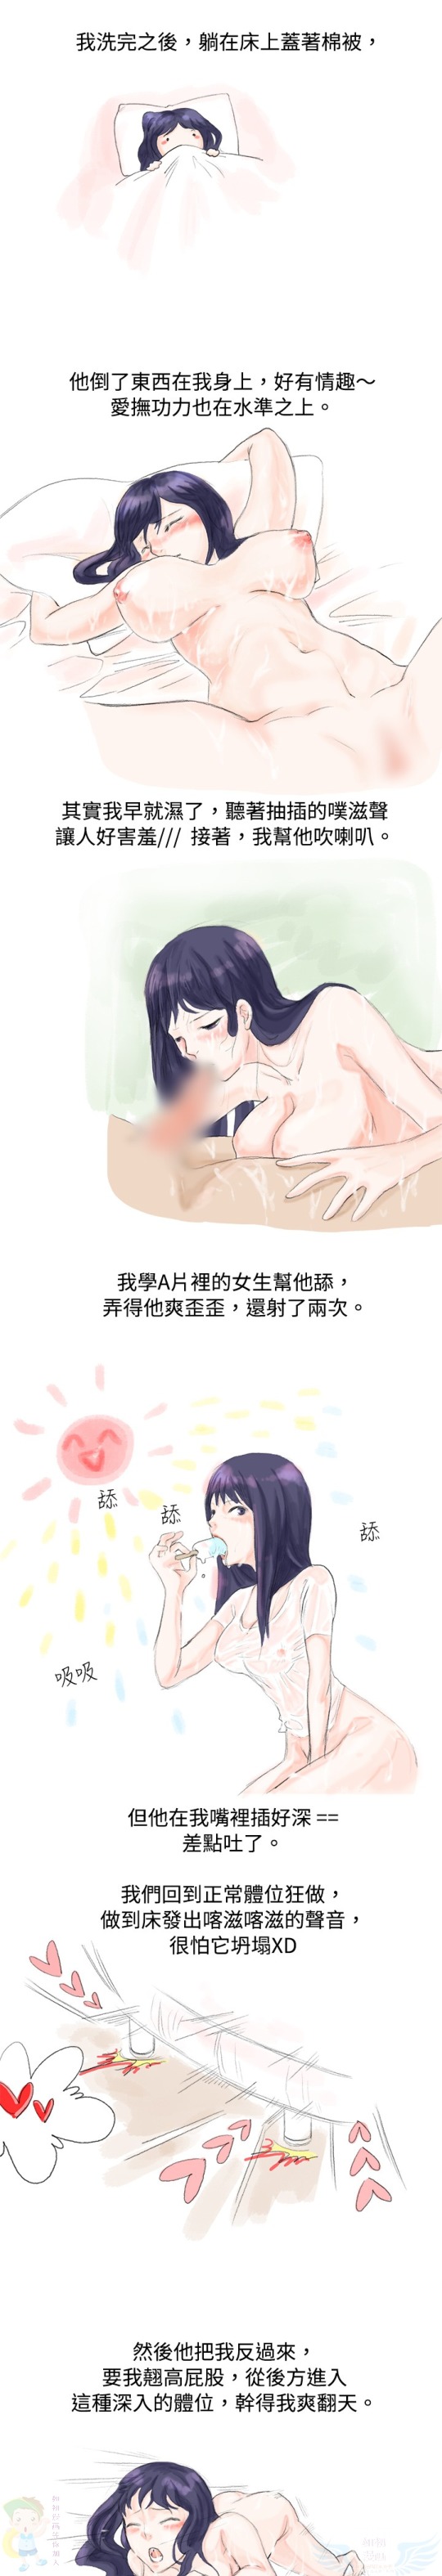 我洗完之後，躺在床上蓋著棉被，
他倒了東西在我身上，好有情趣～
愛撫功力也在水準之上。
其實我早就濕了，聽著抽插的噗滋聲
讓人好害羞/// 接著，我幫他吹喇叭。
我學A片裡的女生幫他舔，
弄得他爽歪歪，還射了兩次。
舔
舔
舔
吸吸
但他在我嘴裡插好深 ==
差點吐了。
我們回到正常體位狂做，
做到床發出喀滋喀滋的聲音，
很怕它坍塌XD
然後他把我反過來，
要我翹高屁股，從後方進入
這種深入的體位，幹得我爽翻天。